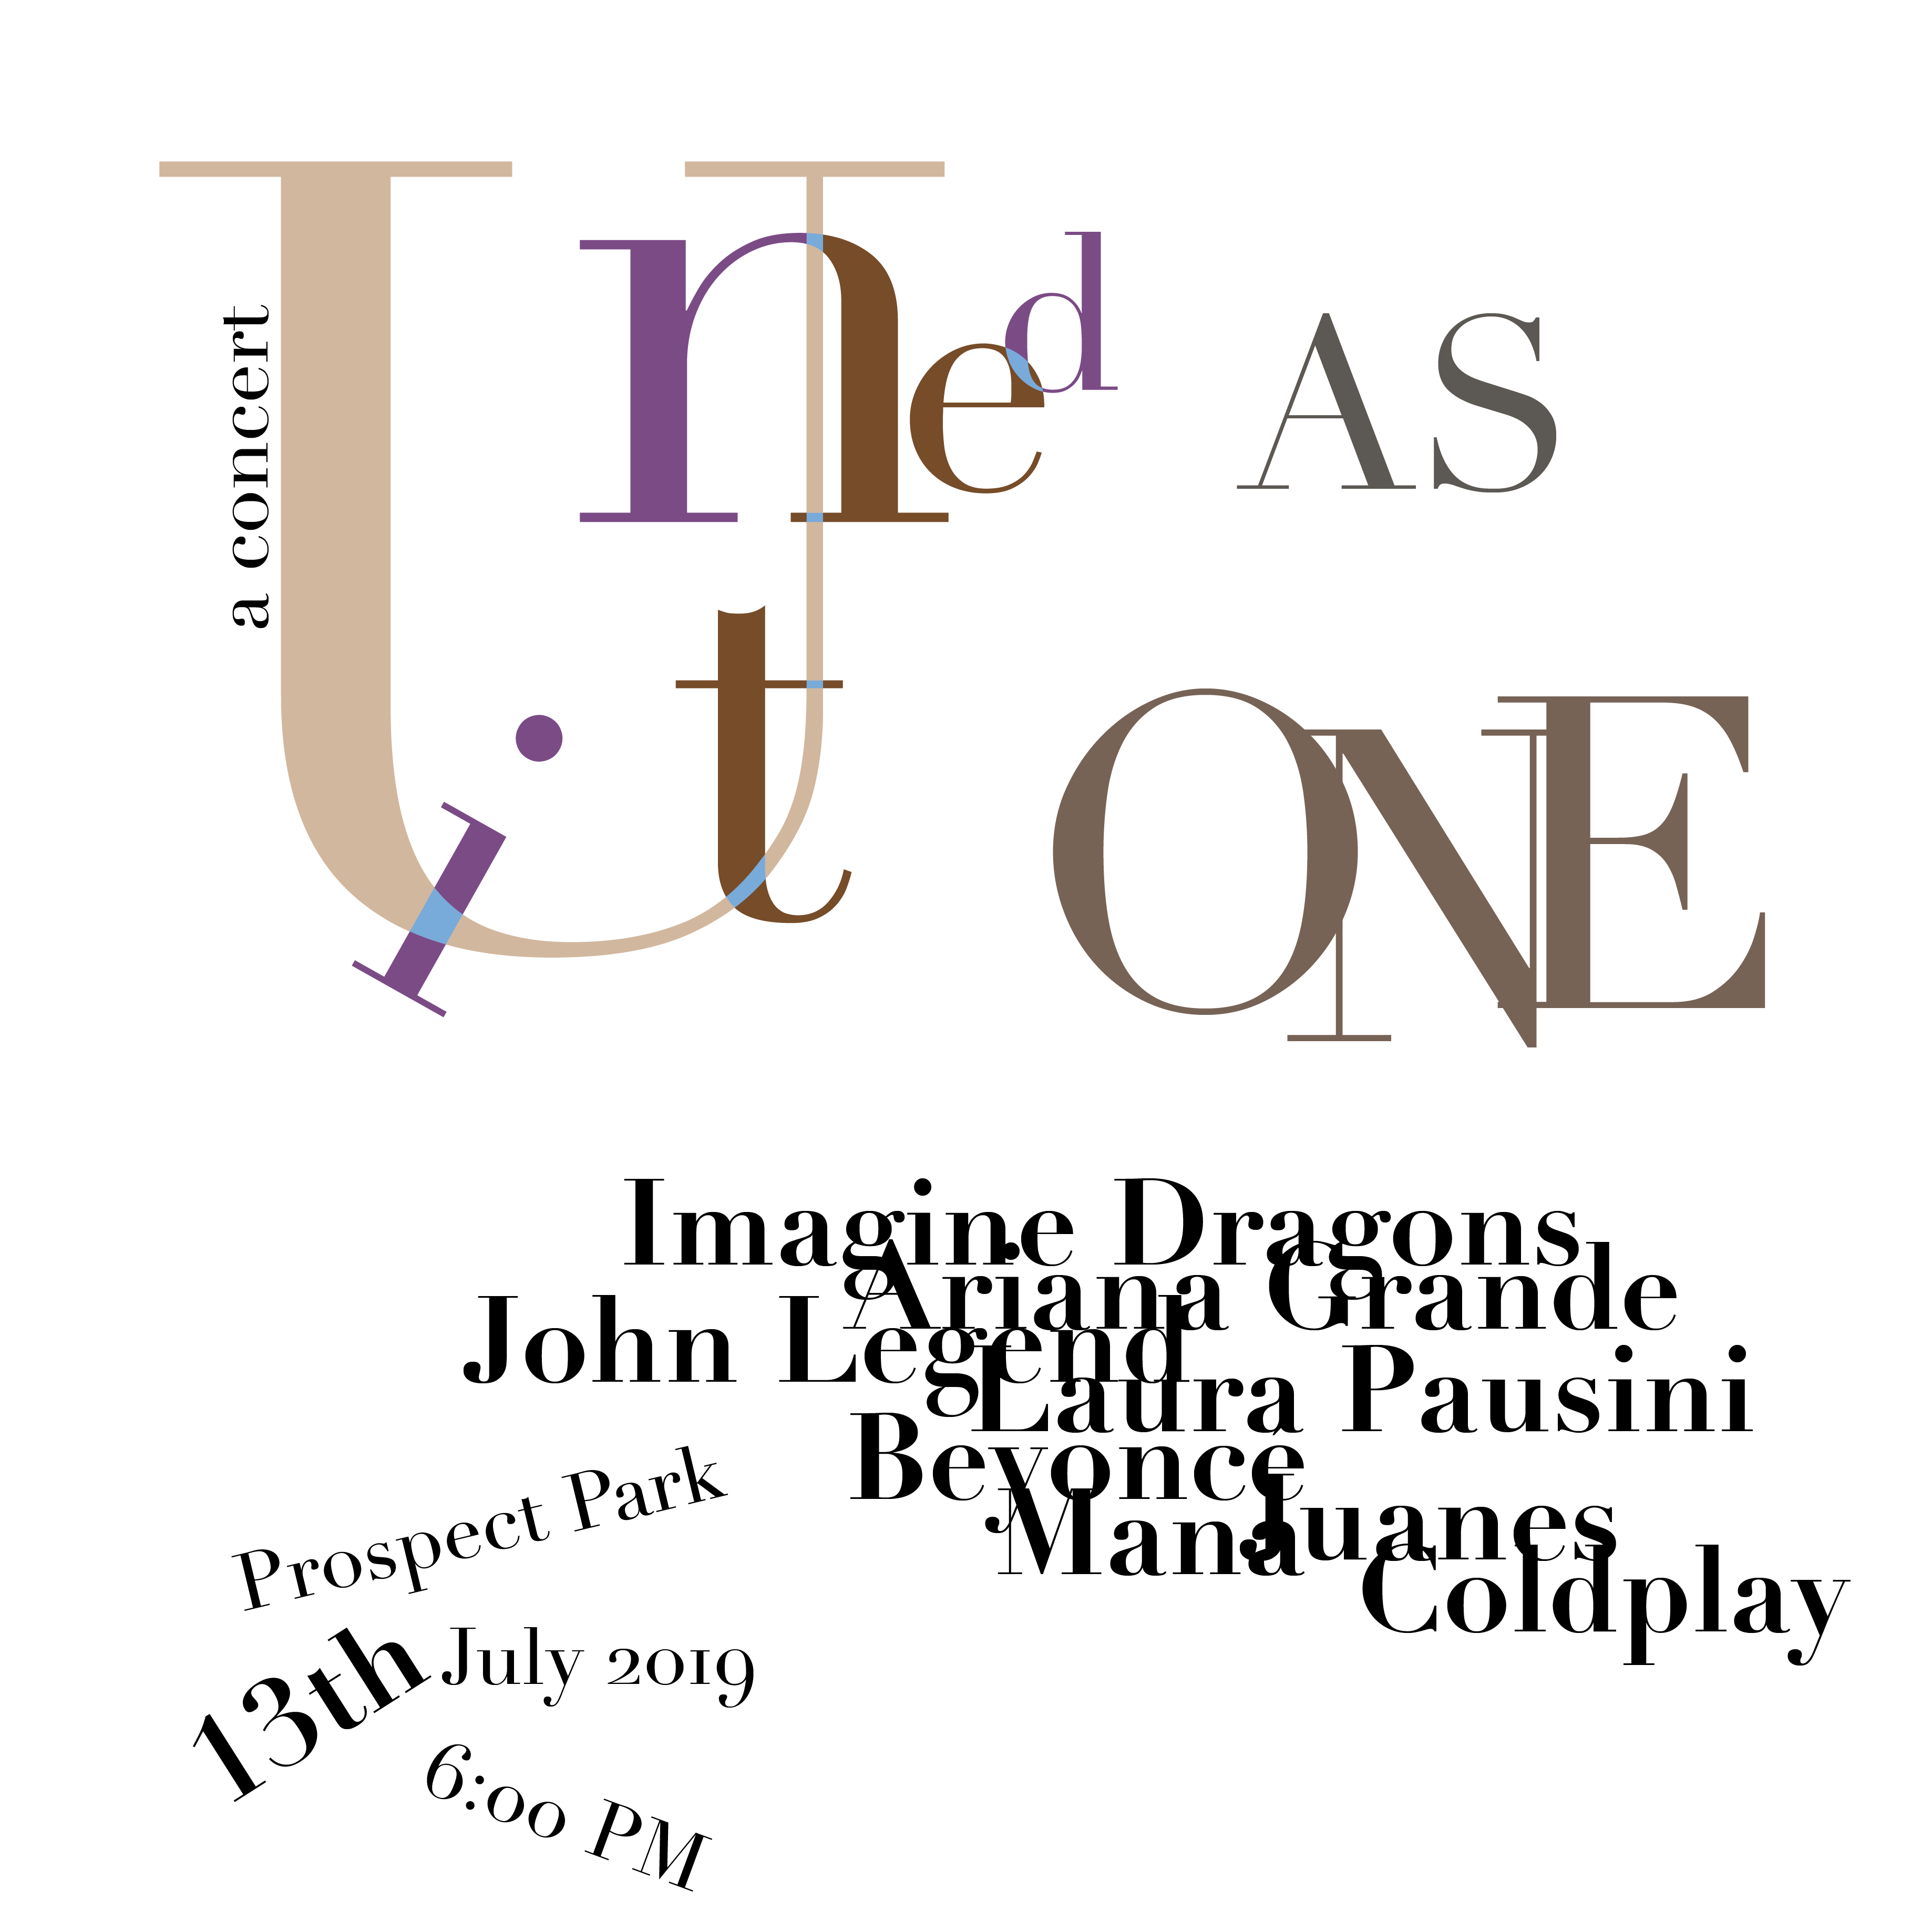 a concert
United
AS
ONE
Imagine Dragons
Ariana Grande
John Legend
Laura Pausini
Beyoncé
Juanes
Maná
Coldplay
Prospect Park
13th July 2019
6:00 PM